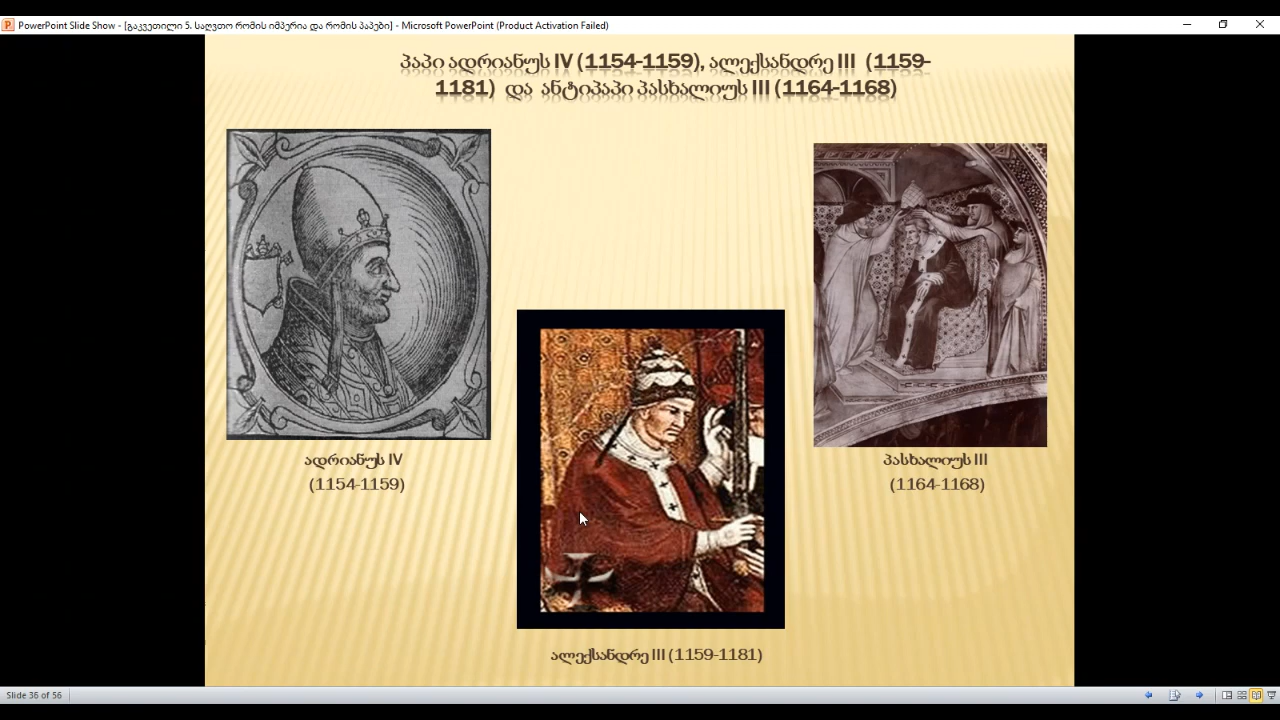 PowerPoint Slide Show - [გაკვეთილი 5. საღვთო რომის იმპერია და რომის პაპები] - Microsoft PowerPoint (Product Activation Failed)
პაპი ადრიანუს IV (1154-1159), ალექსანდრე III (1159-
1181) და ანტიპაპი პასხალიუს III (1164-1168)
ადრიანუს IV
(1154-1159)
პასხალიუს III
(1164-1168)
ალექსანდრე III (1159-1181)
Slide 36 of 56